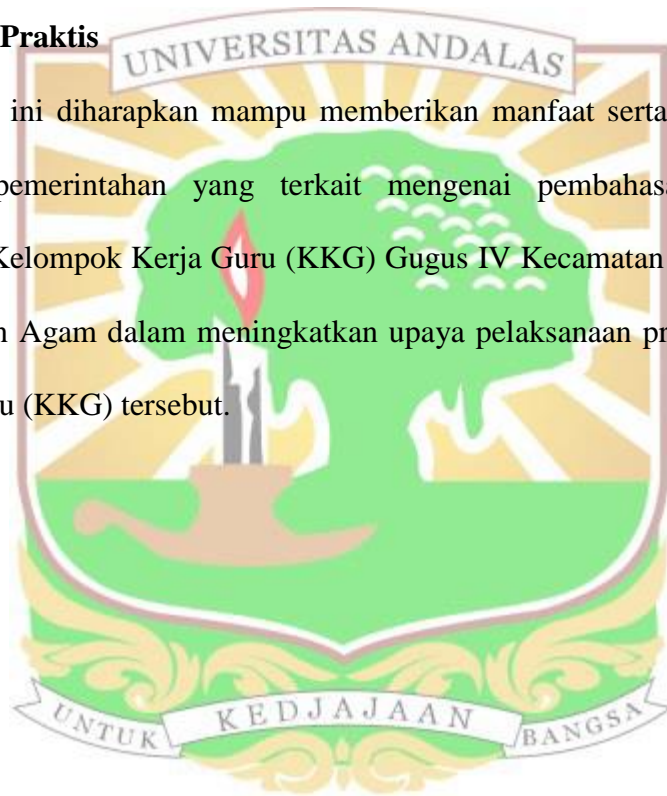 Praktis
UNIVERSITAS ANDALAS
ini diharapkan mampu memberikan manfaat serta
pemerintahan yang terkait mengenai pembahas
Kelompok Kerja Guru (KKG) Gugus IV Kecamatan
Agam dalam meningkatkan upaya pelaksanaan pr
u (KKG) tersebut.
UNTUK KEDJAJAAN BANGSA